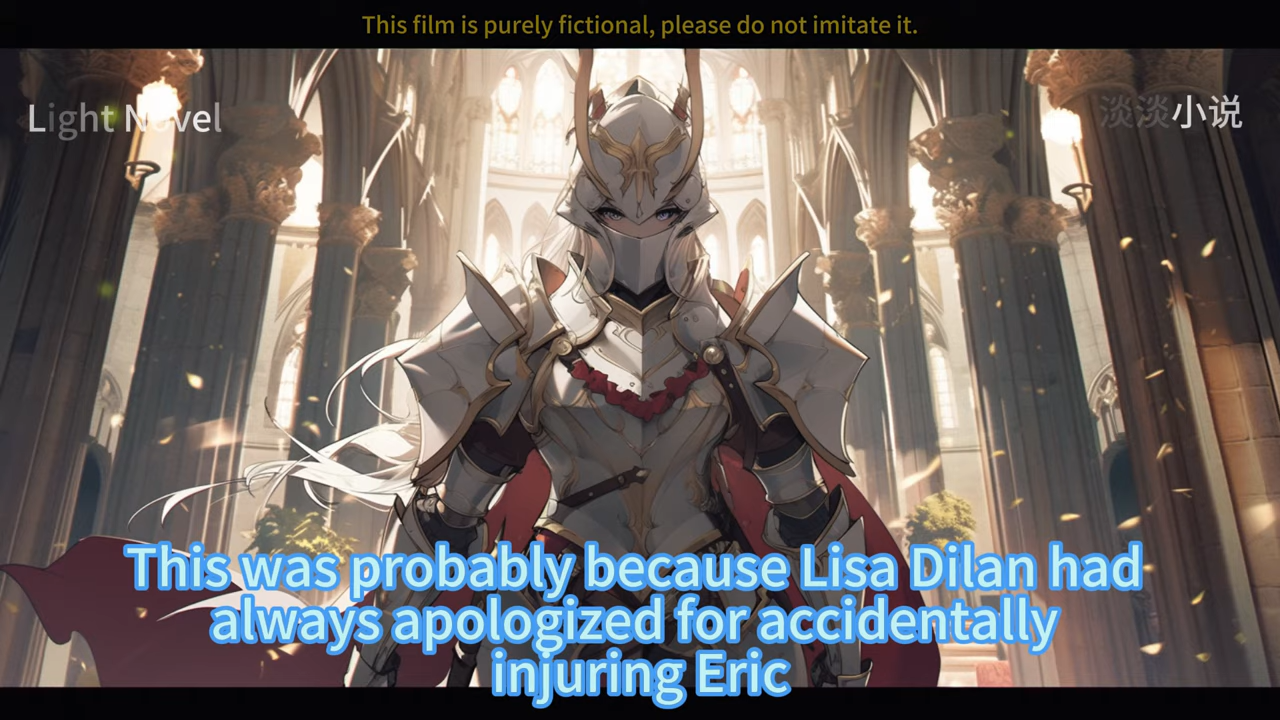 This film is purely fictional, please do not imitate it.
Light Novel
淡淡小说
This was probably because Lisa Dilan had
always apologized for accidentally
injuring Eric